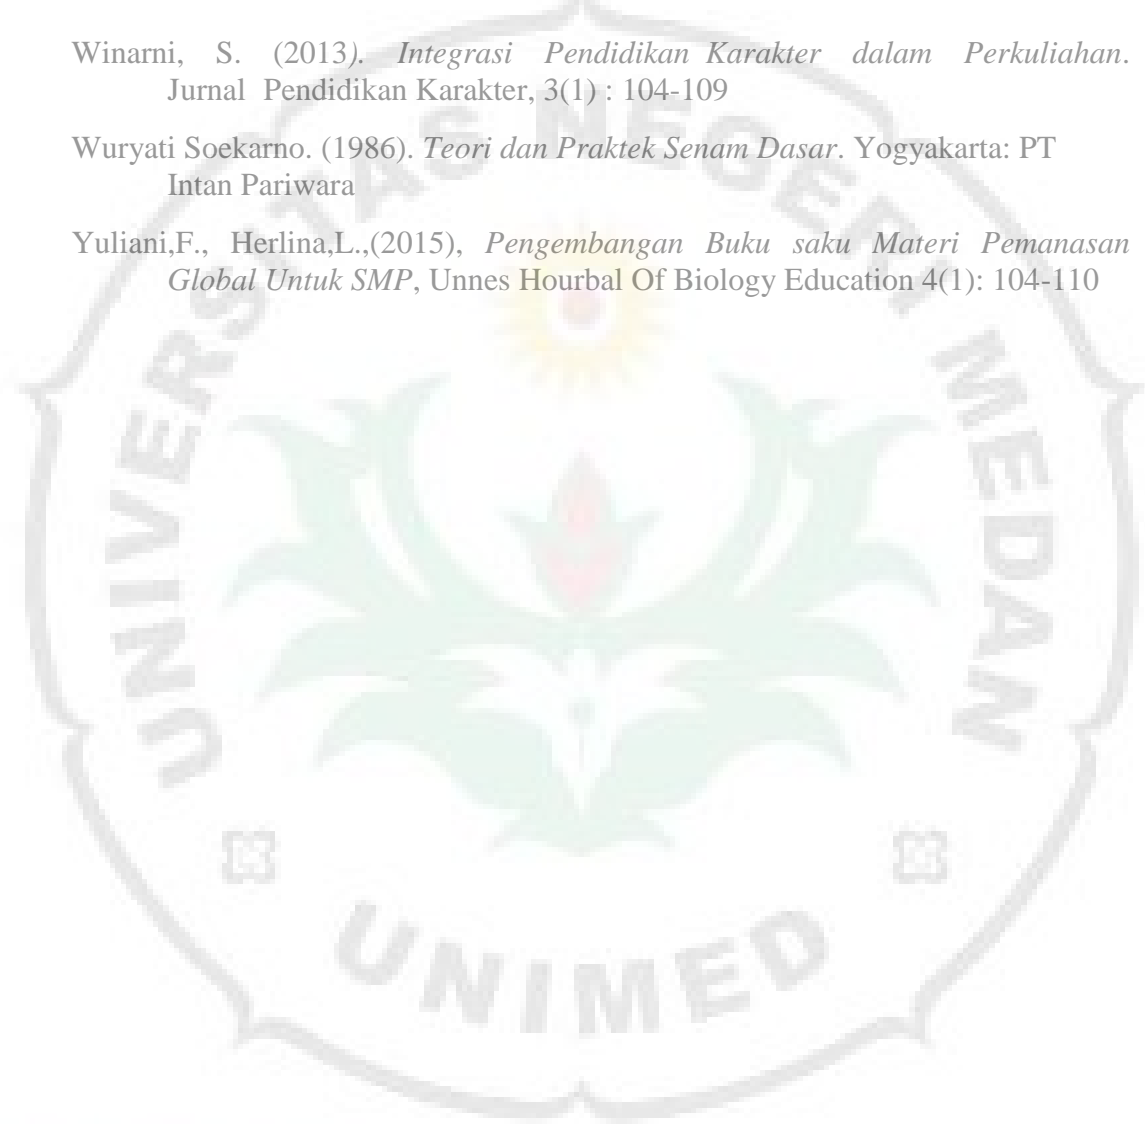 Winarni, S. (2013). Integrasi Pendidikan Karakter dalam Perkuliahan.
Jurnal Pendidikan Karakter, 3(1) : 104-109
Wuryati Soekarno. (1986). Teori dan Praktek Senam Dasar. Yogyakarta: PT
Intan Pariwara
Yuliani,F., Herlina,L.,(2015), Pengembangan Buku saku Materi Pemanasan
Global Untuk SMP, Unnes Hourbal Of Biology Education 4(1): 104-110
UNIVERSITAS NEGERI MEDAN
UNIMED